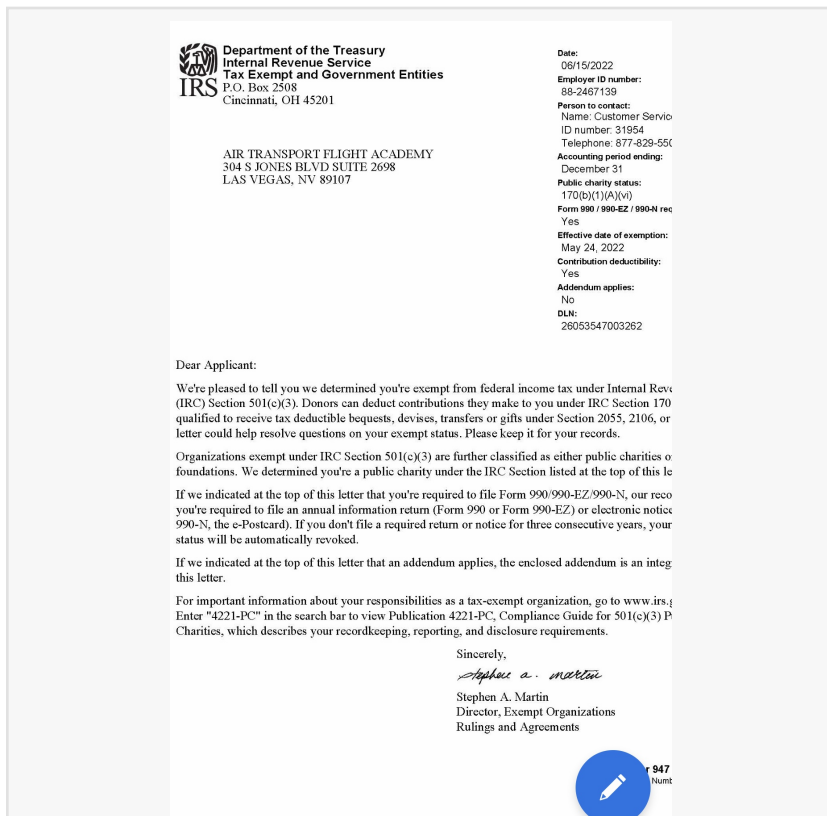 IRS
Department of the Treasury
Internal Revenue Service
Tax Exempt and Government Entities
P.O. Box 2508
Cincinnati, OH 45201
Date:
06/15/2022
Employer ID number:
88-2467139
Person to contact:
Name: Customer Servic
ID number: 31954
Telephone: 877-829-550
Accounting period ending:
December 31
Public charity status:
170(b)(1)(A)(vi)
Form 990 / 990-EZ / 990-N req
Yes
Effective date of exemption:
May 24, 2022
Contribution deductibility:
Yes
Addendum applies:
No
DLN:
26053547003262
AIR TRANSPORT FLIGHT ACADEMY
304 S JONES BLVD SUITE 2698
LAS VEGAS, NV 89107
Dear Applicant:
We're pleased to tell you we determined you're exempt from federal income tax under Internal Reve
(IRC) Section 501(c)(3). Donors can deduct contributions they make to you under IRC Section 170
qualified to receive tax deductible bequests, devises, transfers or gifts under Section 2055, 2106, or
letter could help resolve questions on your exempt status. Please keep it for your records.
Organizations exempt under IRC Section 501(c)(3) are further classified as either public charities o
foundations. We determined you're a public charity under the IRC Section listed at the top of this le
If we indicated at the top of this letter that you're required to file Form 990/990-EZ/990-N, our reco
you're required to file an annual information return (Form 990 or Form 990-EZ) or electronic notice
990-N, the e-Postcard). If you don't file a required return or notice for three consecutive years, your
status will be automatically revoked.
If we indicated at the top of this letter that an addendum applies, the enclosed addendum is an integ
this letter.
For important information about your responsibilities as a tax-exempt organization, go to www.irs.g
Enter "4221-PC" in the search bar to view Publication 4221-PC, Compliance Guide for 501(c)(3) P
Charities, which describes your recordkeeping, reporting, and disclosure requirements.
Sincerely,
stephen a. martin
Stephen A. Martin
Director, Exempt Organizations
Rulings and Agreements
r 947
Numb